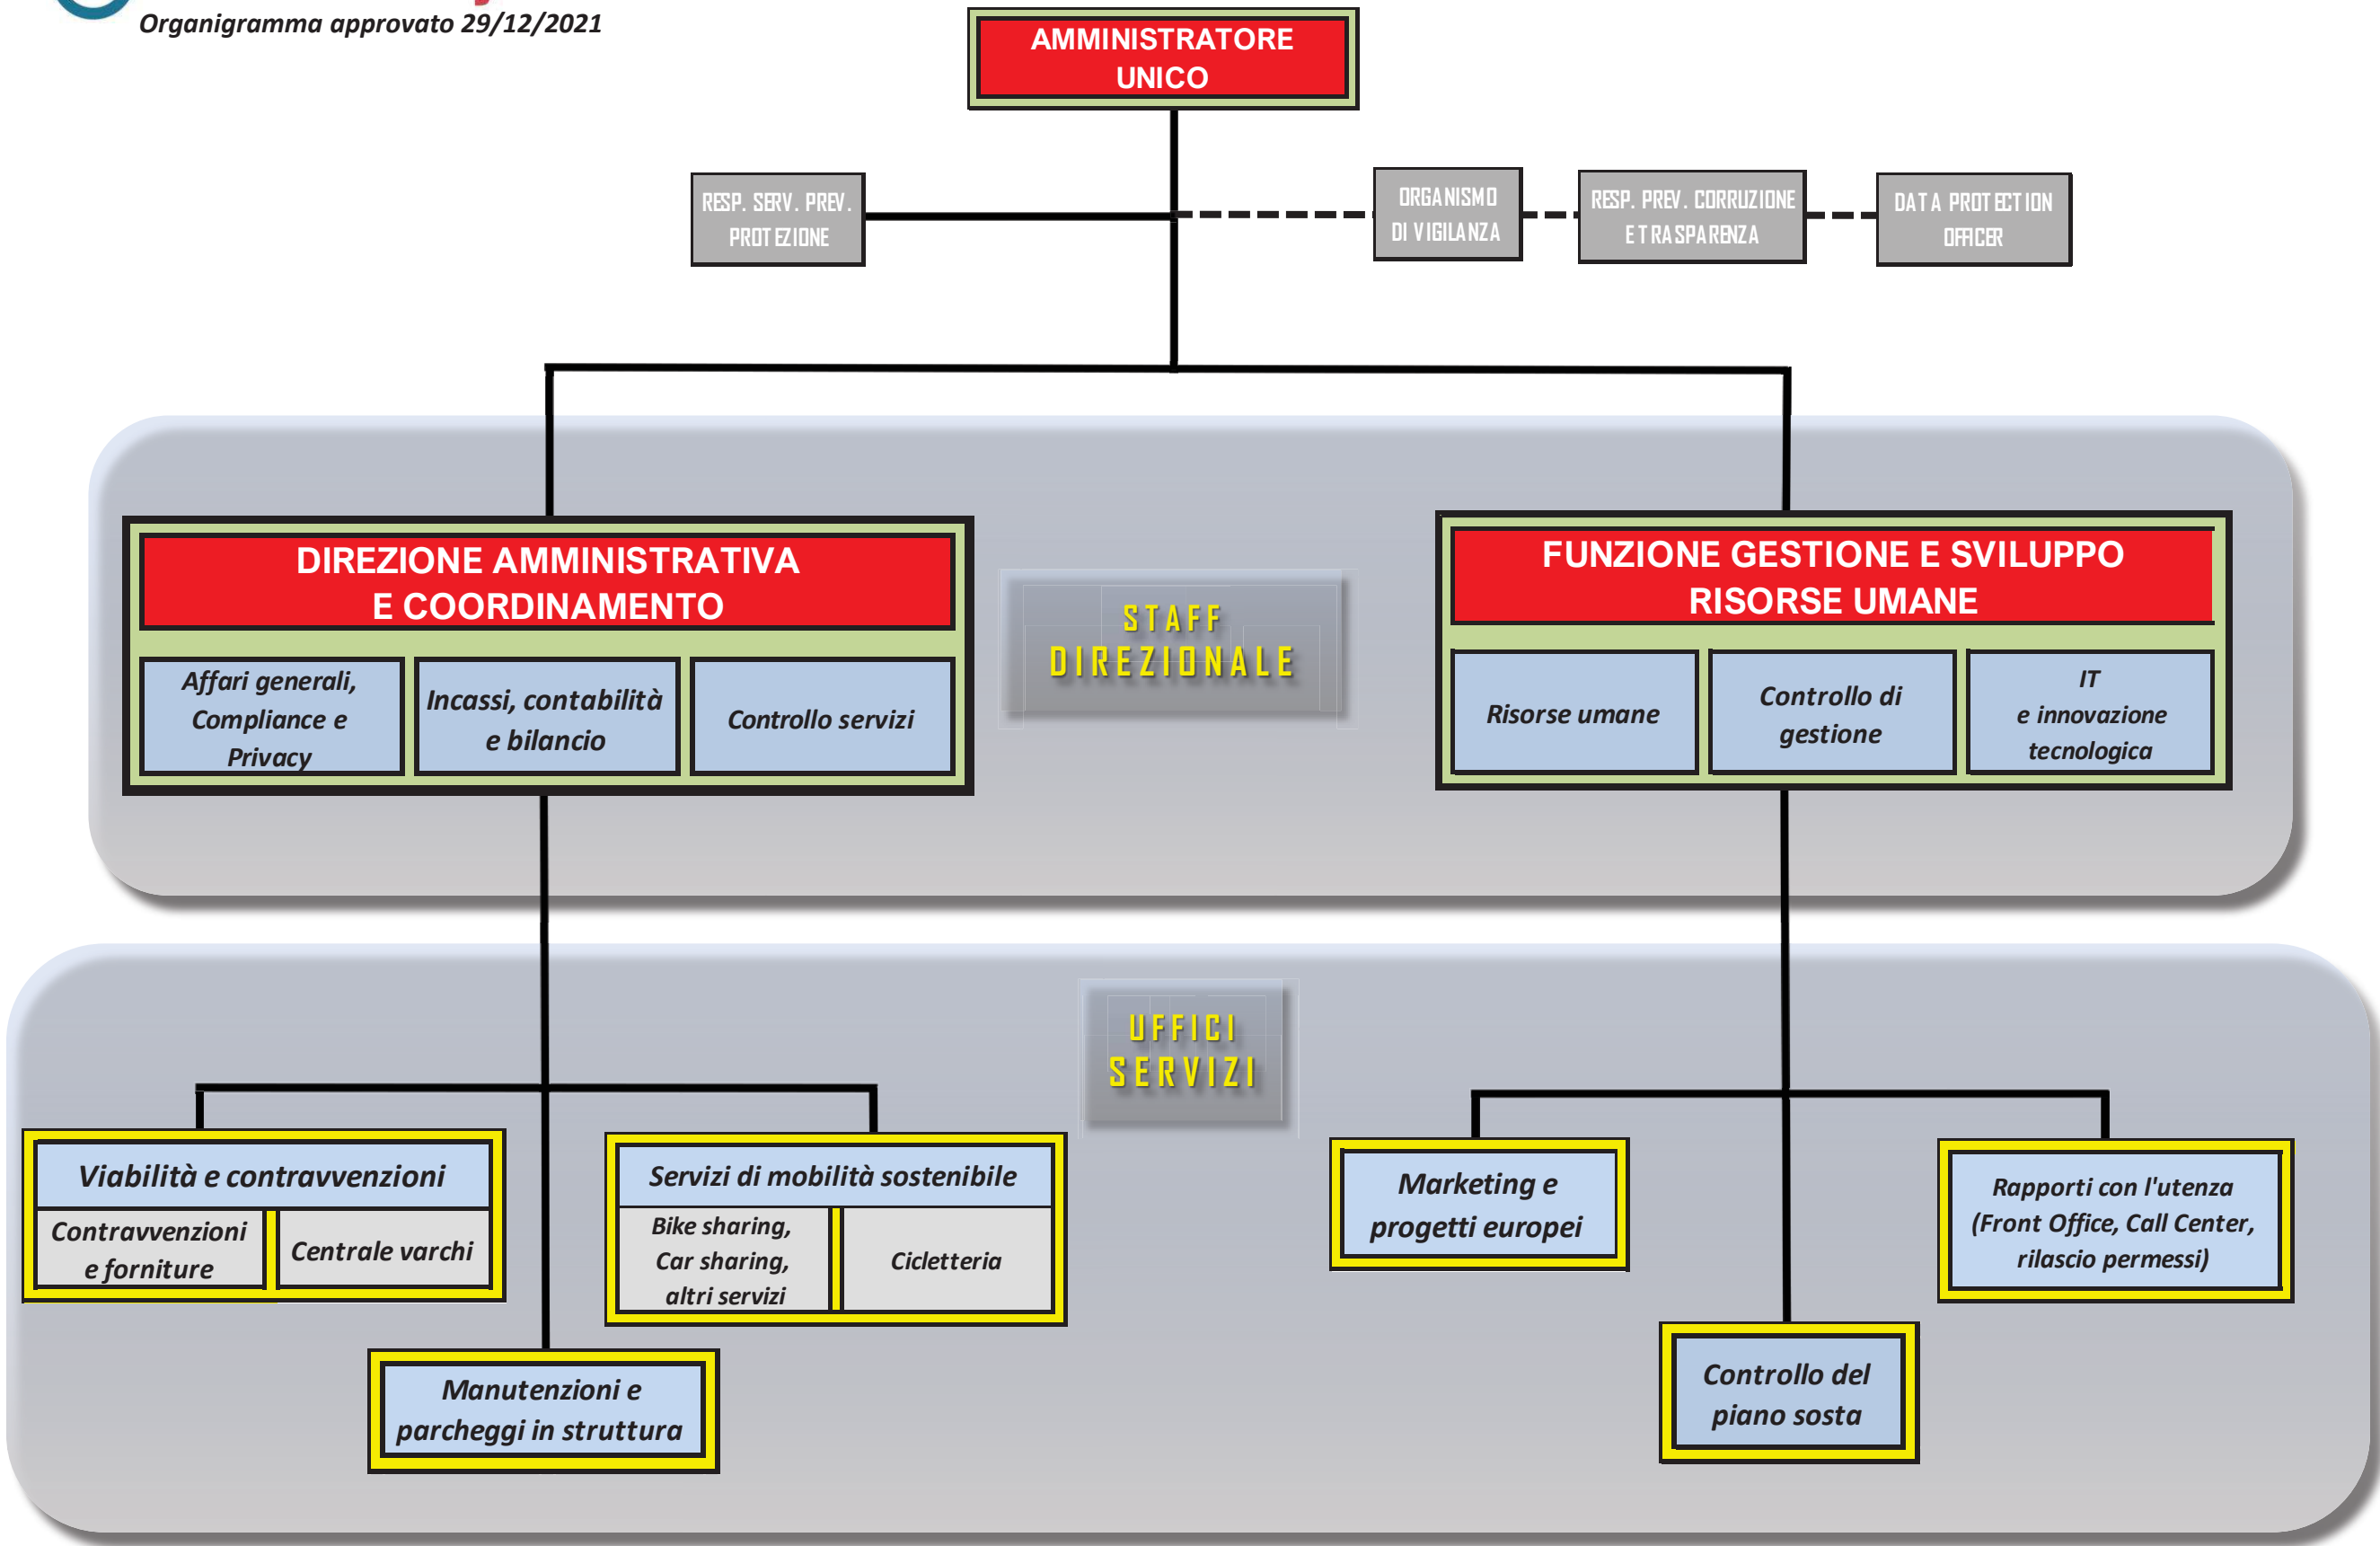 Organigramma approvato 29/12/2021
AMMINISTRATORE
UNICO
RESP. SERV. PREV.
PROTEZIONE
ORGANISMO
DI VIGILANZA
RESP. PREV. CORRUZIONE
E TRASPARENZA
DATA PROTECTION
OFFICER
DIREZIONE AMMINISTRATIVA
E COORDINAMENTO
Affari generali,
Compliance e
Privacy
Incassi, contabilità
e bilancio
Controllo servizi
STAFF
DIREZIONALE
FUNZIONE GESTIONE E SVILUPPO
RISORSE UMANE
Risorse umane
Controllo di
gestione
IT
e innovazione
tecnologica
UFFICI
SERVIZI
Viabilità e contravvenzioni
Contravvenzioni
e forniture
Centrale varchi
Servizi di mobilità sostenibile
Bike sharing,
Car sharing,
altri servizi
Cicletteria
Manutenzioni e
parcheggi in struttura
Marketing e
progetti europei
Rapporti con l'utenza
(Front Office, Call Center,
rilascio permessi)
Controllo del
piano sosta